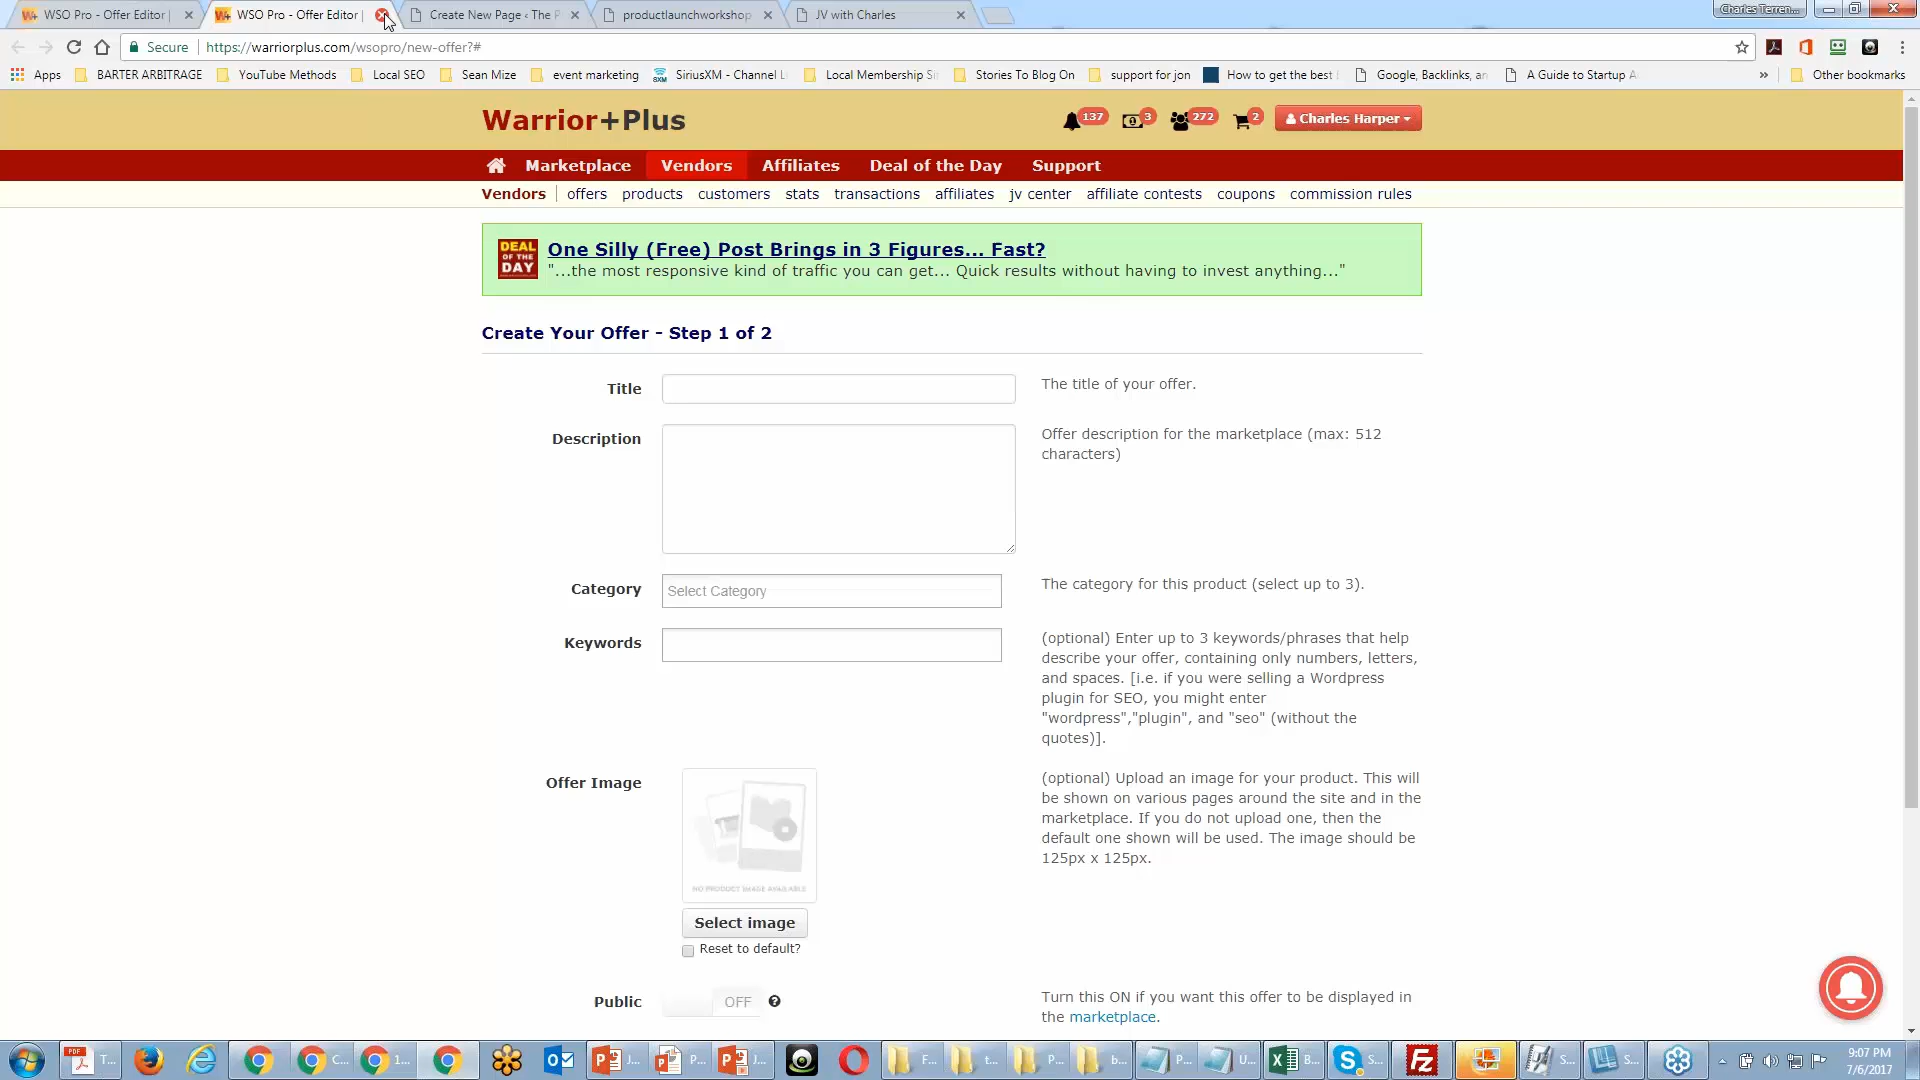 WSO Pro - Offer Editor | WSO Pro - Offer Editor | Create New Page ‹ The P productlaunchworkshop JV with Charles Charles Terren...
Secure https://warriorplus.com/wsopro/new-offer?#
Apps BARTER ARBITRAGE YouTube Methods Local SEO Sean Mize event marketing SiriusXM - Channel Li Local Membership Si Stories To Blog On support for jon How to get the best Google, Backlinks, an A Guide to Startup A » Other bookmarks
Warrior+Plus 137 3 272 2 Charles Harper
Marketplace Vendors Affiliates Deal of the Day Support
Vendors offers products customers stats transactions affiliates jv center affiliate contests coupons commission rules
DEAL OF THE DAY
One Silly (Free) Post Brings in 3 Figures... Fast?
"...the most responsive kind of traffic you can get... Quick results without having to invest anything..."
Create Your Offer - Step 1 of 2
Title The title of your offer.
Description Offer description for the marketplace (max: 512
characters)
Category Select Category The category for this product (select up to 3).
Keywords (optional) Enter up to 3 keywords/phrases that help
describe your offer, containing only numbers, letters,
and spaces. [i.e. if you were selling a Wordpress
plugin for SEO, you might enter
"wordpress","plugin", and "seo" (without the
quotes)].
Offer Image (optional) Upload an image for your product. This will
be shown on various pages around the site and in the
marketplace. If you do not upload one, then the
default one shown will be used. The image should be
125px x 125px.
NO PRODUCT IMAGE AVAILABLE
Select image
Reset to default?
Public OFF Turn this ON if you want this offer to be displayed in
the marketplace.
T... C... 1... J... P... J... F... t... P... b... P... U... B... S... S... S...
9:07 PM
7/6/2017